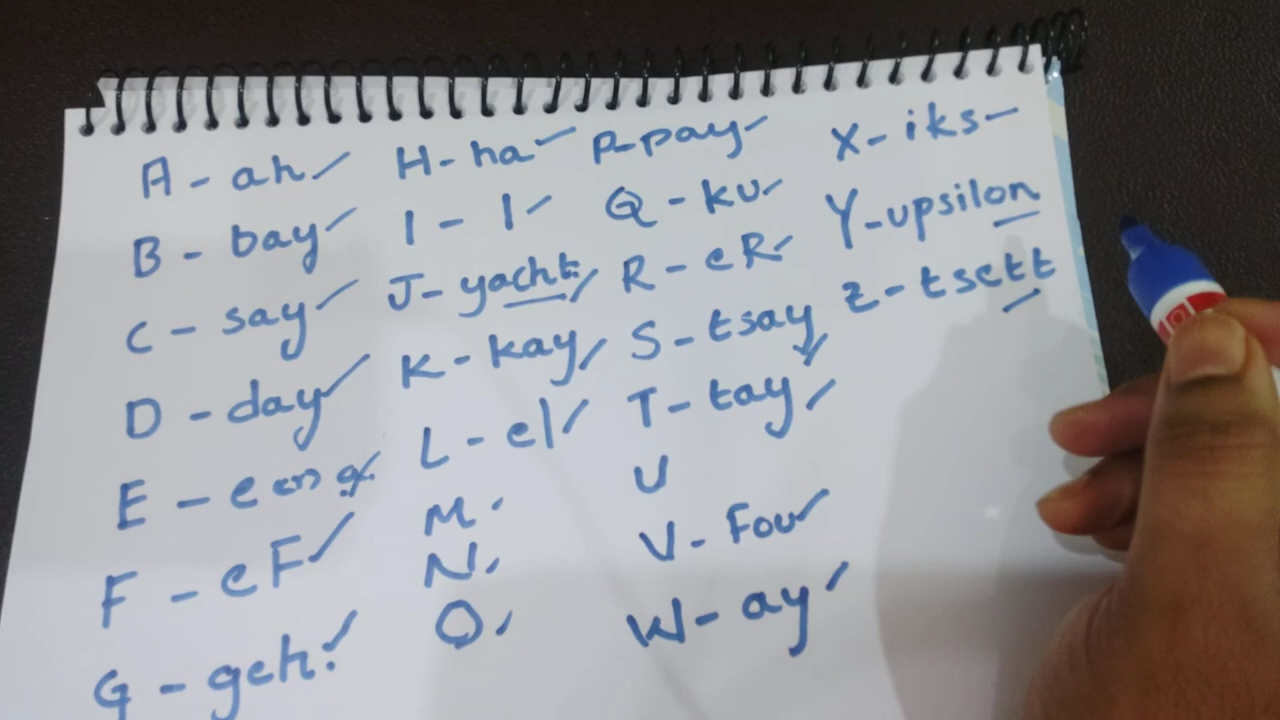 A - ah
B - bay
C - say
D - day
E - e
F - eF
G - geh
H - ha
I - I
J - yacht
K - kay
L - el
M
N
O
P - pay
Q - ku
R - eR
S - tsay
T - tay
U
V - Fou
W - ay
X - iks
Y - upsilon
Z - tsett